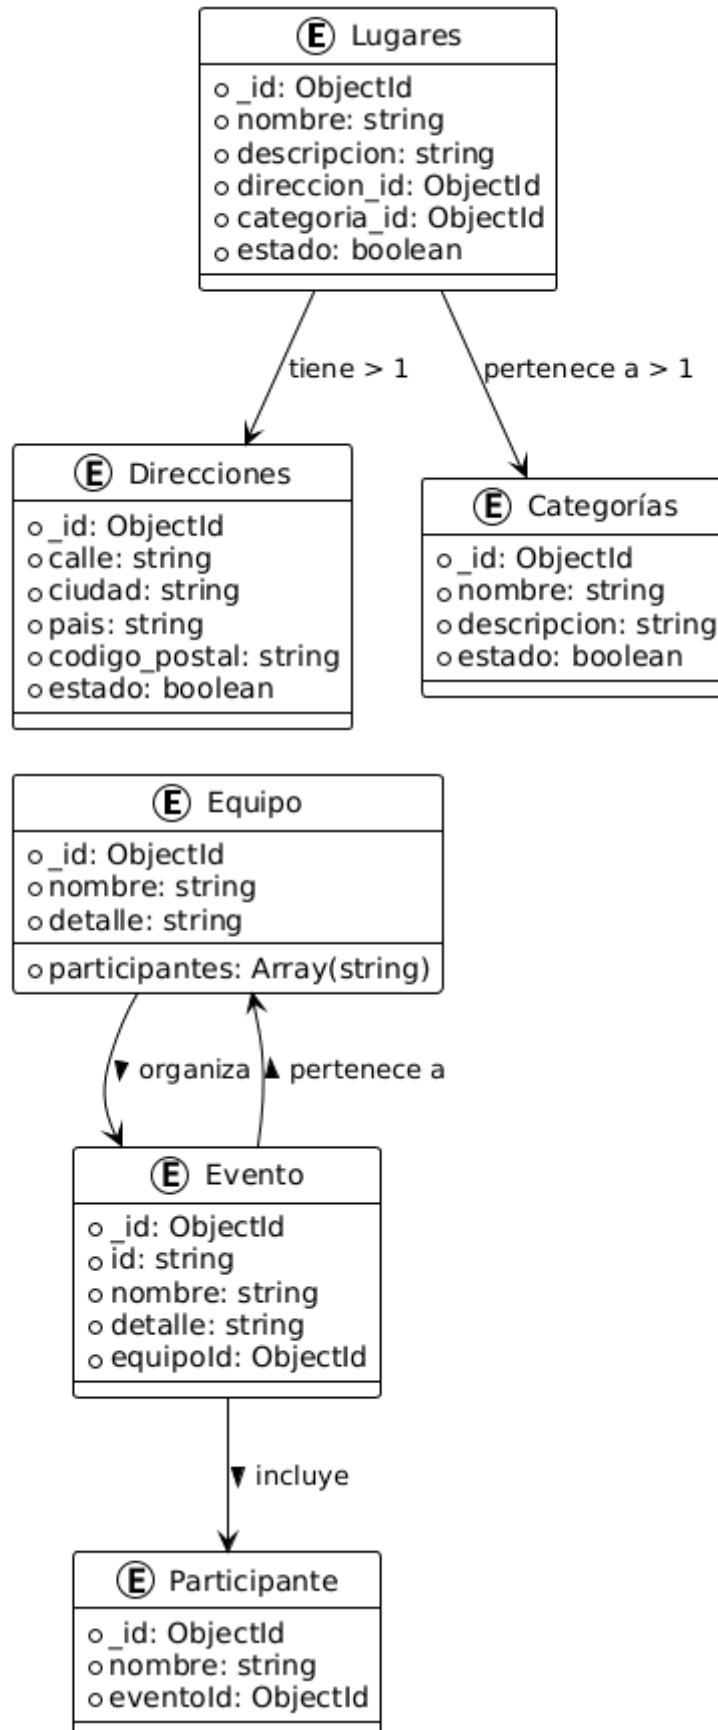 E Lugares
_id: ObjectId
nombre: string
descripcion: string
direccion_id: ObjectId
categoria_id: ObjectId
estado: boolean
tiene > 1
pertenece a > 1
E Direcciones
_id: ObjectId
calle: string
ciudad: string
pais: string
codigo_postal: string
estado: boolean
E Categorías
_id: ObjectId
nombre: string
descripcion: string
estado: boolean
E Equipo
_id: ObjectId
nombre: string
detalle: string
participantes: Array(string)
organiza
pertenece a
E Evento
_id: ObjectId
id: string
nombre: string
detalle: string
equipoId: ObjectId
incluye
E Participante
_id: ObjectId
nombre: string
eventoId: ObjectId